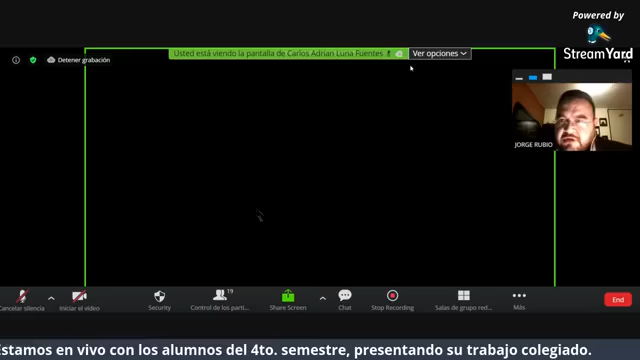 Powered by
StreamYard
Usted está viendo la pantalla de Carlos Adrian Luna Fuentes
Ver opciones
Detener grabación
JORGE RUBIO
19
Cancelar silencio
Iniciar el video
Security
Control de los parti...
Share Screen
Chat
Stop Recording
Salas de grupo red...
Más
End
Estamos en vivo con los alumnos del 4to. semestre, presentando su trabajo colegiado.